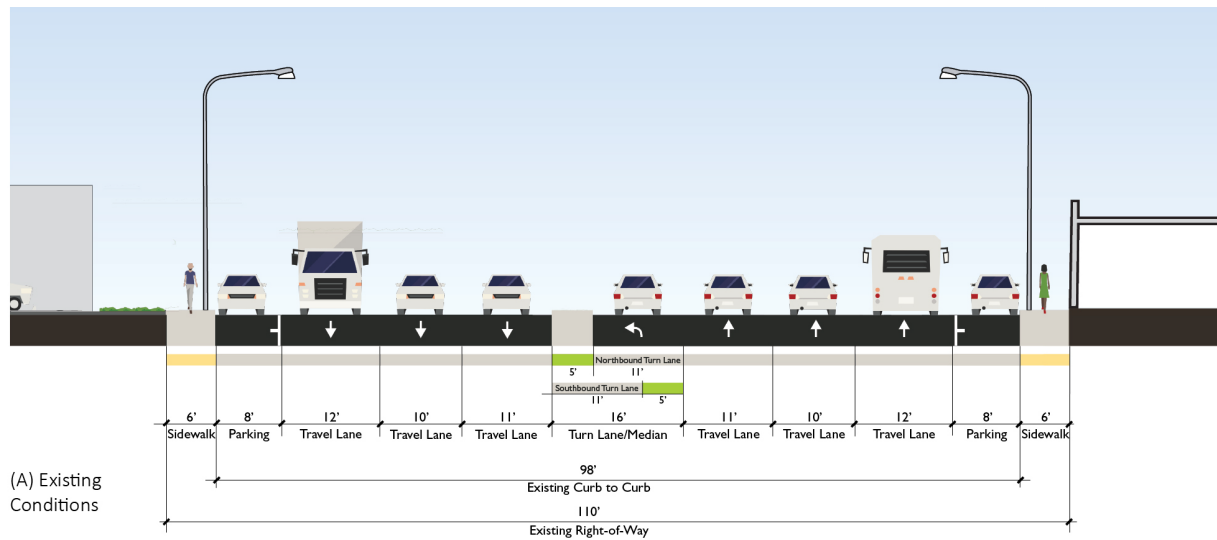 Northbound Turn Lane
5' 11'
Southbound Turn Lane
11' 5'
6' 8' 12' 10' 11' 16' 11' 10' 12' 8' 6'
Sidewalk Parking Travel Lane Travel Lane Travel Lane Turn Lane/Median Travel Lane Travel Lane Travel Lane Parking Sidewalk
98'
Existing Curb to Curb
(A) Existing
Conditions
110'
Existing Right-of-Way